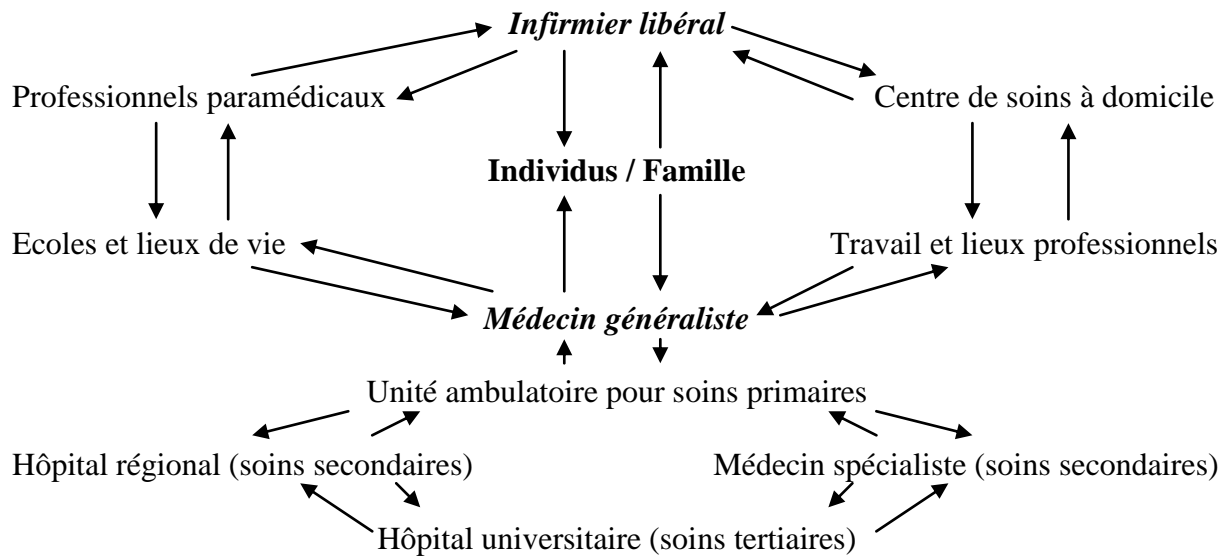 Infirmier libéral
Professionnels paramédicaux
Centre de soins à domicile
Individus / Famille
Ecoles et lieux de vie
Travail et lieux professionnels
Médecin généraliste
Unité ambulatoire pour soins primaires
Hôpital régional (soins secondaires)
Médecin spécialiste (soins secondaires)
Hôpital universitaire (soins tertiaires)